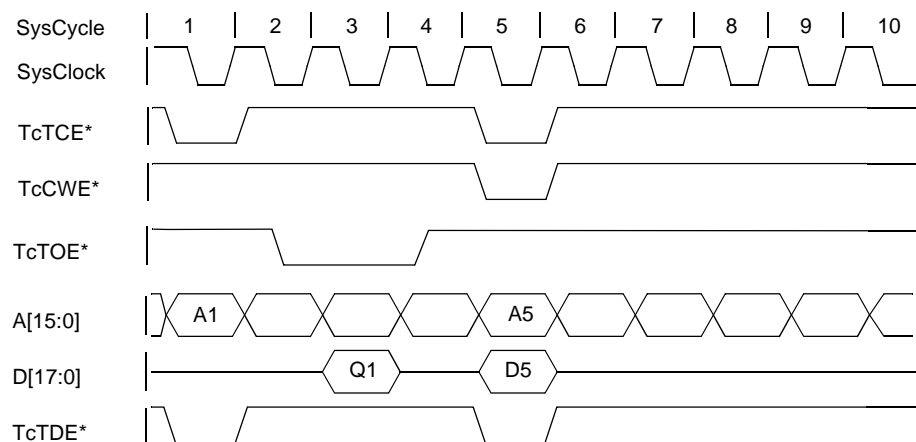 SysCycle 1 2 3 4 5 6 7 8 9 10
SysClock
TcTCE*
TcCWE*
TcTOE*
A[15:0] A1 A5
D[17:0] Q1 D5
TcTDE*